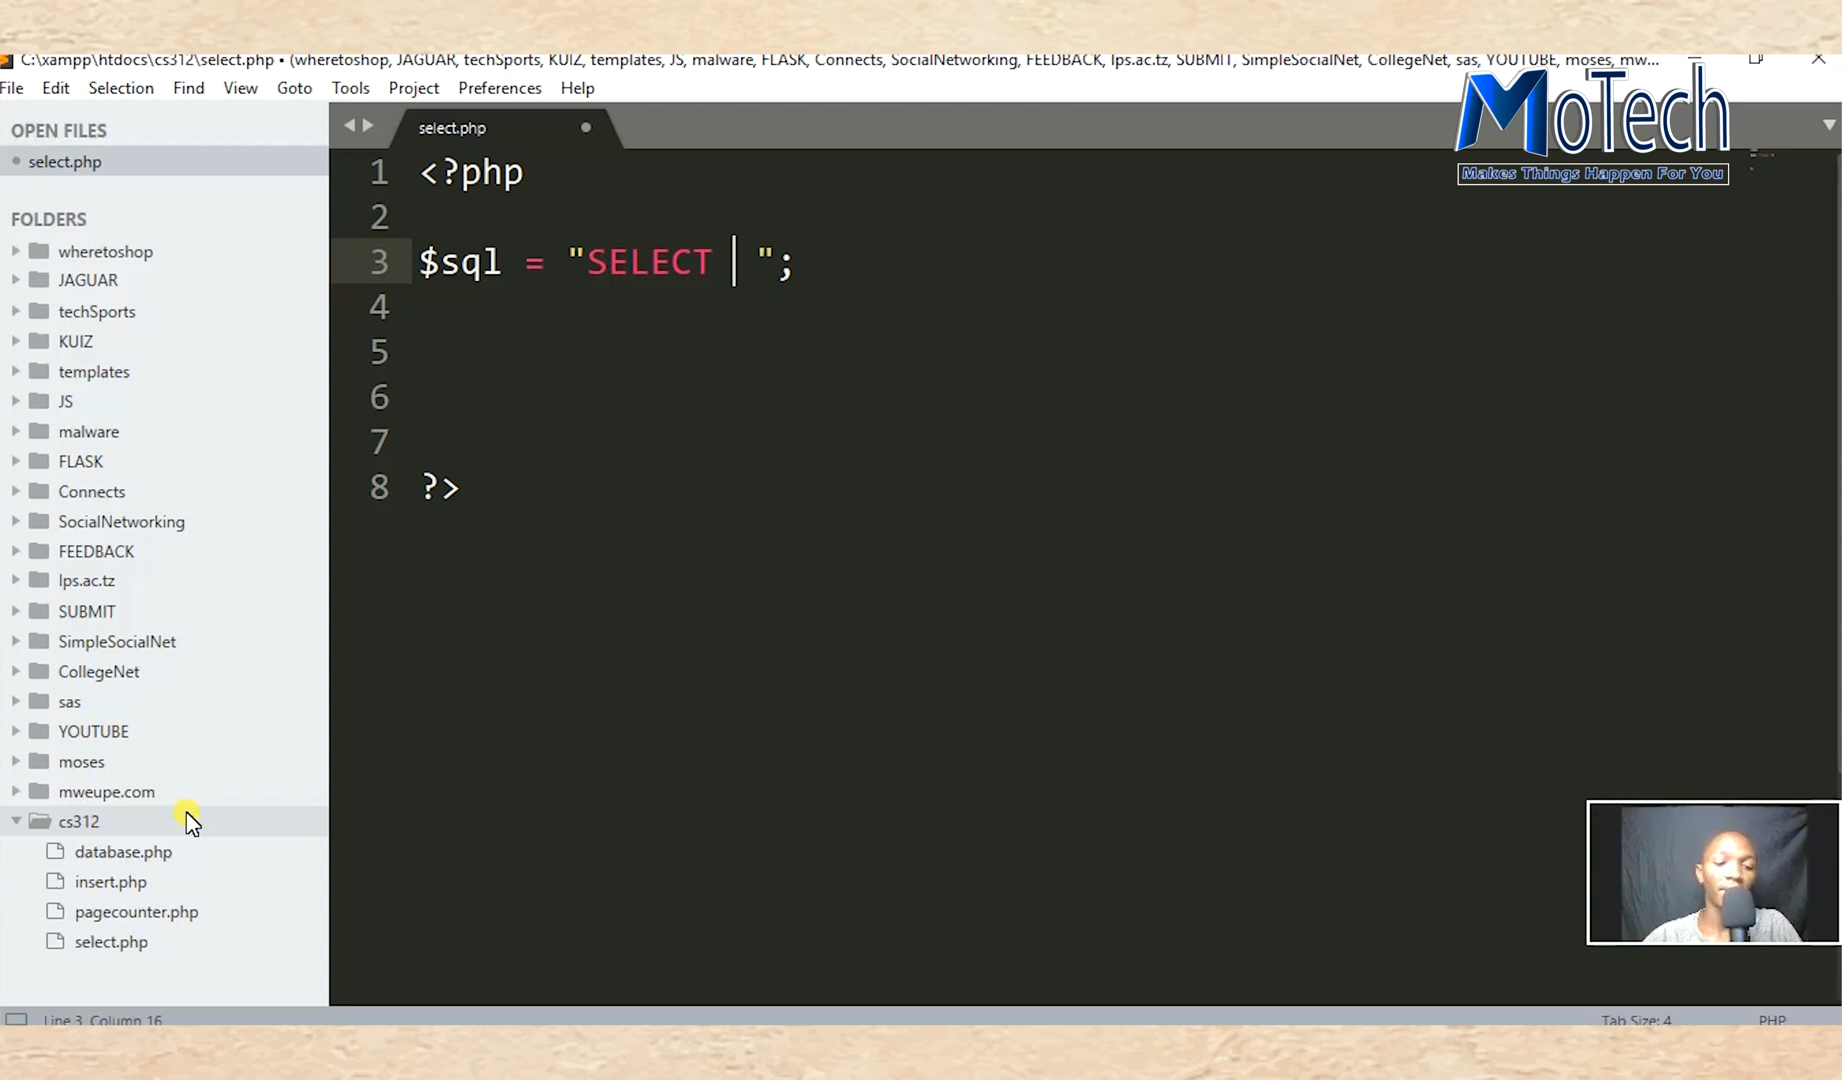 C:\xampp\htdocs\cs312\select.php • (wheretoshop, JAGUAR, techSports, KUIZ, templates, JS, malware, FLASK, Connects, SocialNetworking, FEEDBACK, lps.ac.tz, SUBMIT, SimpleSocialNet, CollegeNet, sas, YOUTUBE, moses, mw...
File Edit Selection Find View Goto Tools Project Preferences Help
MoTech
Makes Things Happen For You
OPEN FILES
select.php
FOLDERS
wheretoshop
JAGUAR
techSports
KUIZ
templates
JS
malware
FLASK
Connects
SocialNetworking
FEEDBACK
lps.ac.tz
SUBMIT
SimpleSocialNet
CollegeNet
sas
YOUTUBE
moses
mweupe.com
cs312
database.php
insert.php
pagecounter.php
select.php
select.php
1 <?php
2
3 $sql = "SELECT  ";
4
5
6
7
8 ?>
Line 3, Column 16
Tab Size: 4
PHP